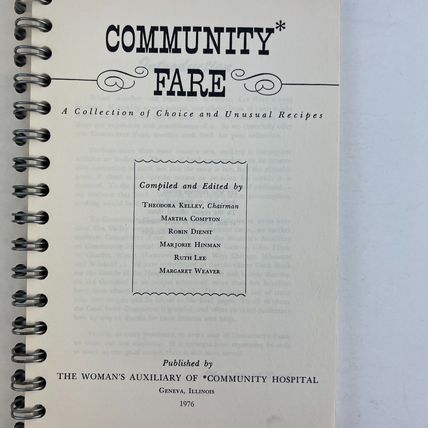 COMMUNITY*
FARE
A Collection of Choice and Unusual Recipes
Compiled and Edited by
THEODORA KELLEY, Chairman
MARTHA COMPTON
ROBIN DIENST
MARJORIE HINMAN
RUTH LEE
MARGARET WEAVER
Published by
THE WOMAN'S AUXILIARY OF *COMMUNITY HOSPITAL
GENEVA, ILLINOIS
1976